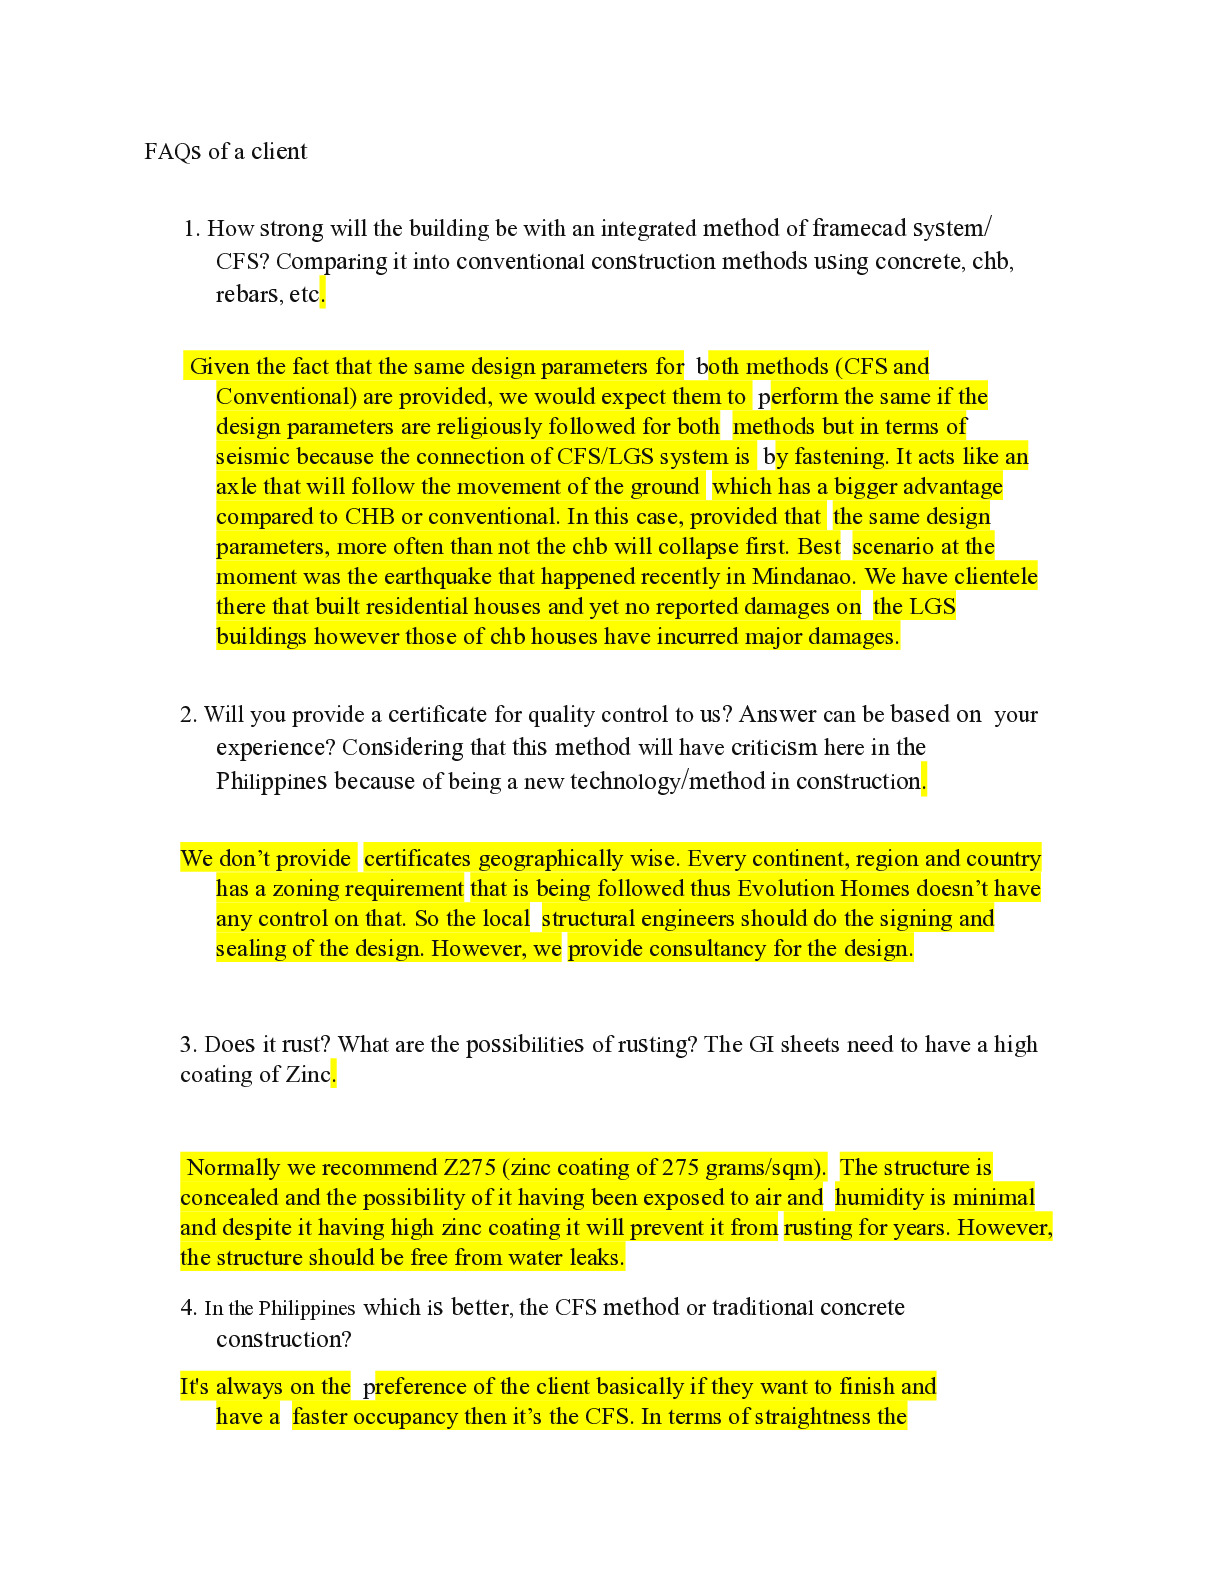 FAQs of a client
1. How strong will the building be with an integrated method of framecad system/
CFS? Comparing it into conventional construction methods using concrete, chb,
rebars, etc.
Given the fact that the same design parameters for both methods (CFS and
Conventional) are provided, we would expect them to perform the same if the
design parameters are religiously followed for both methods but in terms of
seismic because the connection of CFS/LGS system is by fastening. It acts like an
axle that will follow the movement of the ground which has a bigger advantage
compared to CHB or conventional. In this case, provided that the same design
parameters, more often than not the chb will collapse first. Best scenario at the
moment was the earthquake that happened recently in Mindanao. We have clientele
there that built residential houses and yet no reported damages on the LGS
buildings however those of chb houses have incurred major damages.
2. Will you provide a certificate for quality control to us? Answer can be based on your
experience? Considering that this method will have criticism here in the
Philippines because of being a new technology/method in construction.
We don’t provide certificates geographically wise. Every continent, region and country
has a zoning requirement that is being followed thus Evolution Homes doesn’t have
any control on that. So the local structural engineers should do the signing and
sealing of the design. However, we provide consultancy for the design.
3. Does it rust? What are the possibilities of rusting? The GI sheets need to have a high
coating of Zinc.
Normally we recommend Z275 (zinc coating of 275 grams/sqm). The structure is
concealed and the possibility of it having been exposed to air and humidity is minimal
and despite it having high zinc coating it will prevent it from rusting for years. However,
the structure should be free from water leaks.
4. In the Philippines which is better, the CFS method or traditional concrete
construction?
It's always on the preference of the client basically if they want to finish and
have a faster occupancy then it’s the CFS. In terms of straightness the